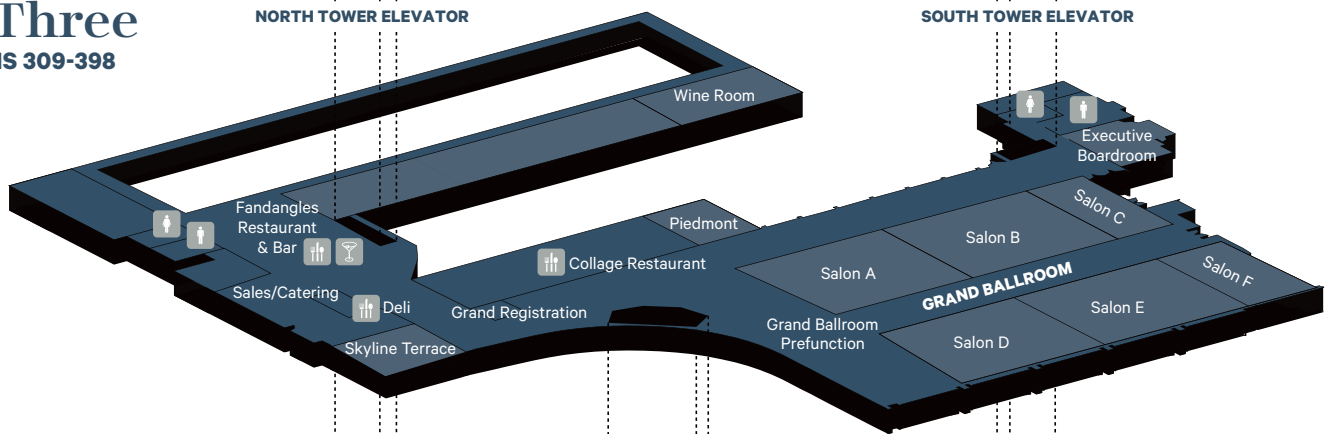 Three
NORTH TOWER ELEVATOR
SOUTH TOWER ELEVATOR
309-398
Wine Room
Executive
Boardroom
Fandangles
Restaurant
& Bar
Piedmont
Salon C
Salon B
Collage Restaurant
Salon A
Salon F
GRAND BALLROOM
Sales/Catering
Deli
Grand Registration
Salon E
Grand Ballroom
Prefunction
Salon D
Skyline Terrace